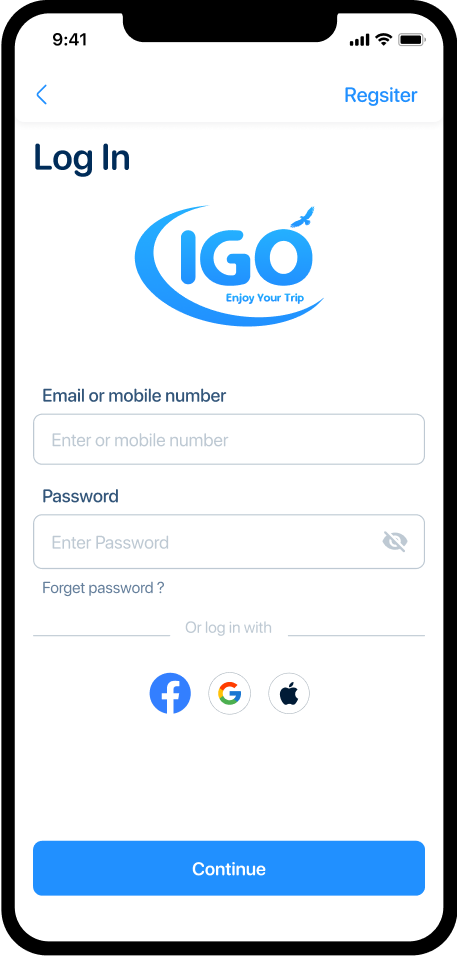 9:41
Regsiter
Log In
IGO
Enjoy Your Trip
Email or mobile number
Enter or mobile number
Password
Enter Password
Forget password ?
Or log in with
Continue